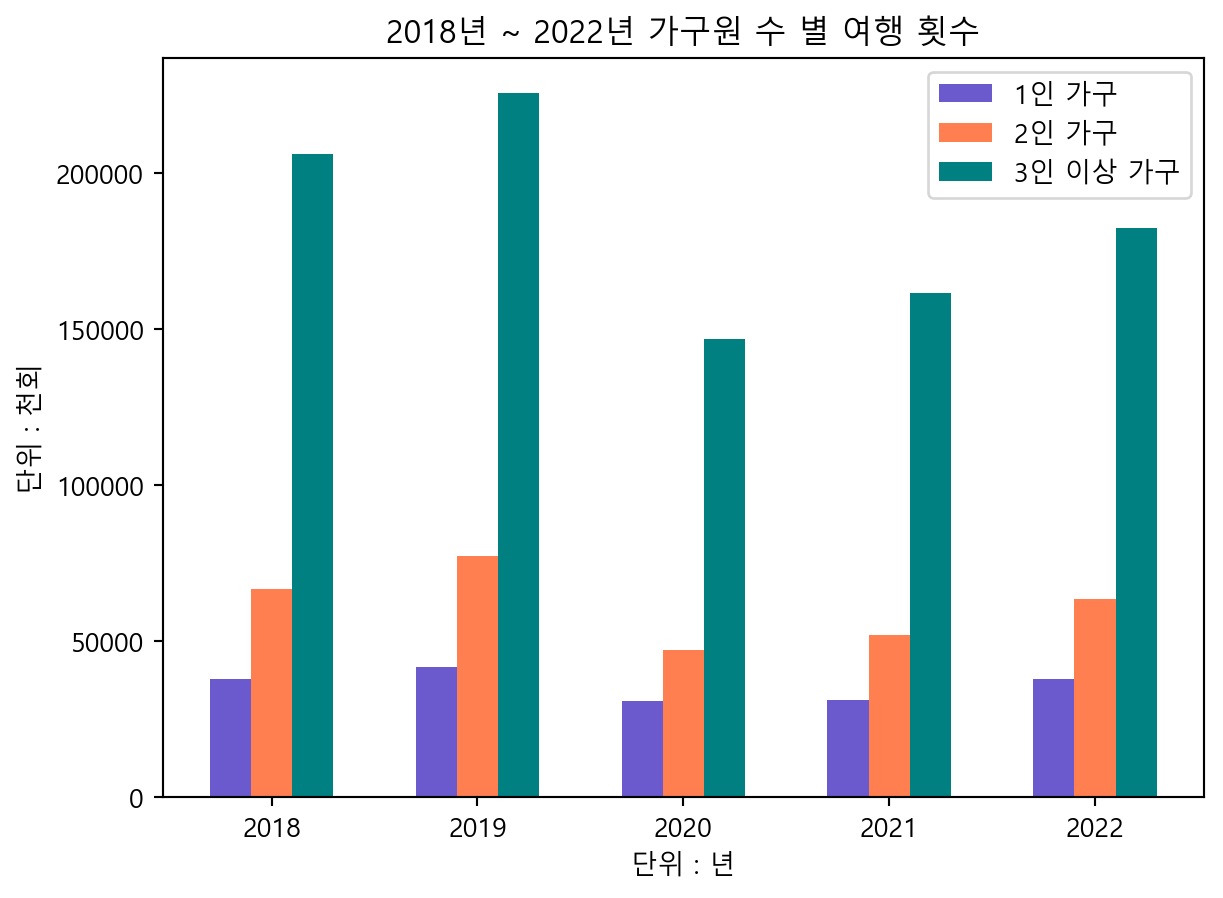 2018년 ~ 2022년 가구원 수 별 여행 횟수
1인 가구
2인 가구
3인 이상 가구
단위 : 천회
200000
150000
100000
50000
0
2018 2019 2020 2021 2022
단위 : 년